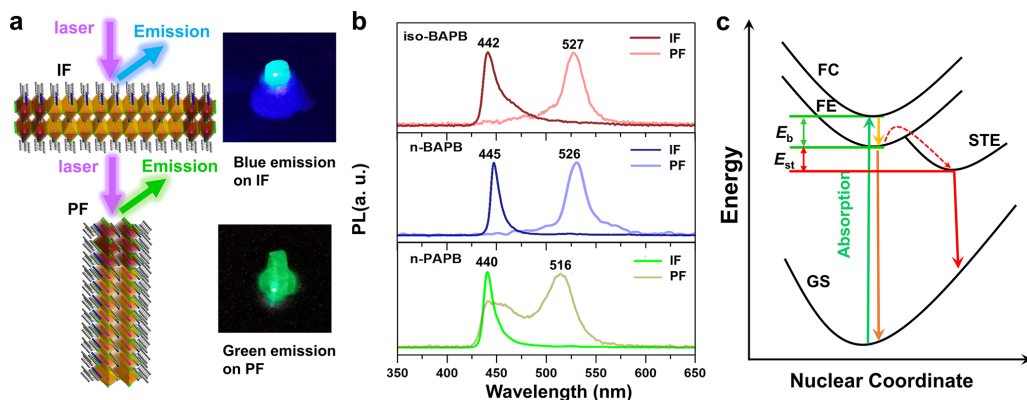 a
laser
Emission
IF
Blue emission
on IF
laser
Emission
PF
Green emission
on PF
b
iso-BAPB
442
527
IF
PF
n-BAPB
445
526
IF
PF
n-PAPB
440
516
IF
PF
PL(a. u.)
350 400 450 500 550 600 650
Wavelength (nm)
c
FC
FE
E_b
E_st
STE
Absorption
GS
Energy
Nuclear Coordinate